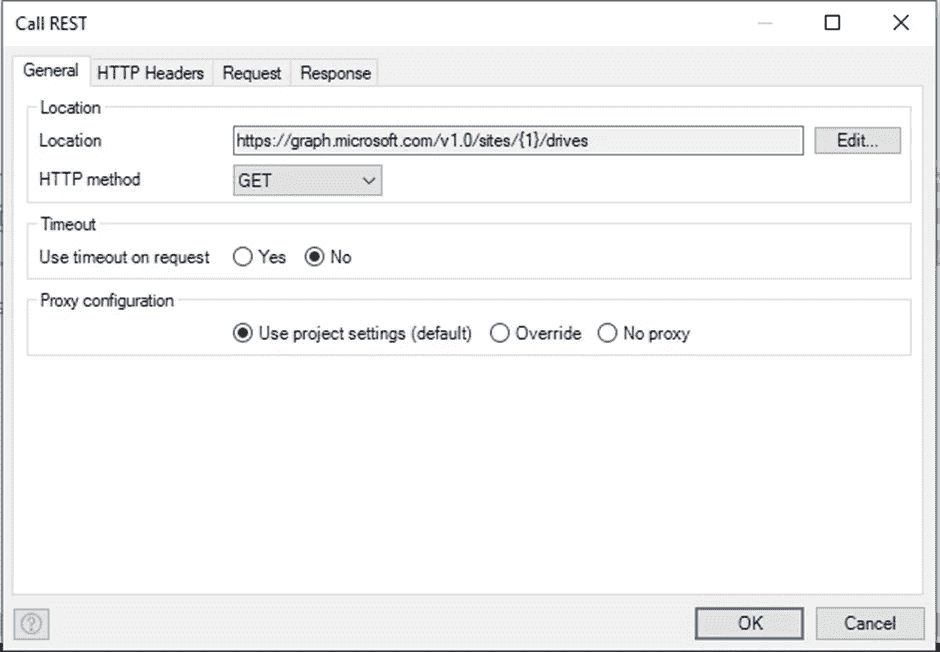 Call REST
General HTTP Headers Request Response
Location
Location https://graph.microsoft.com/v1.0/sites/{1}/drives Edit...
HTTP method GET
Timeout
Use timeout on request Yes No
Proxy configuration
Use project settings (default) Override No proxy
? OK Cancel